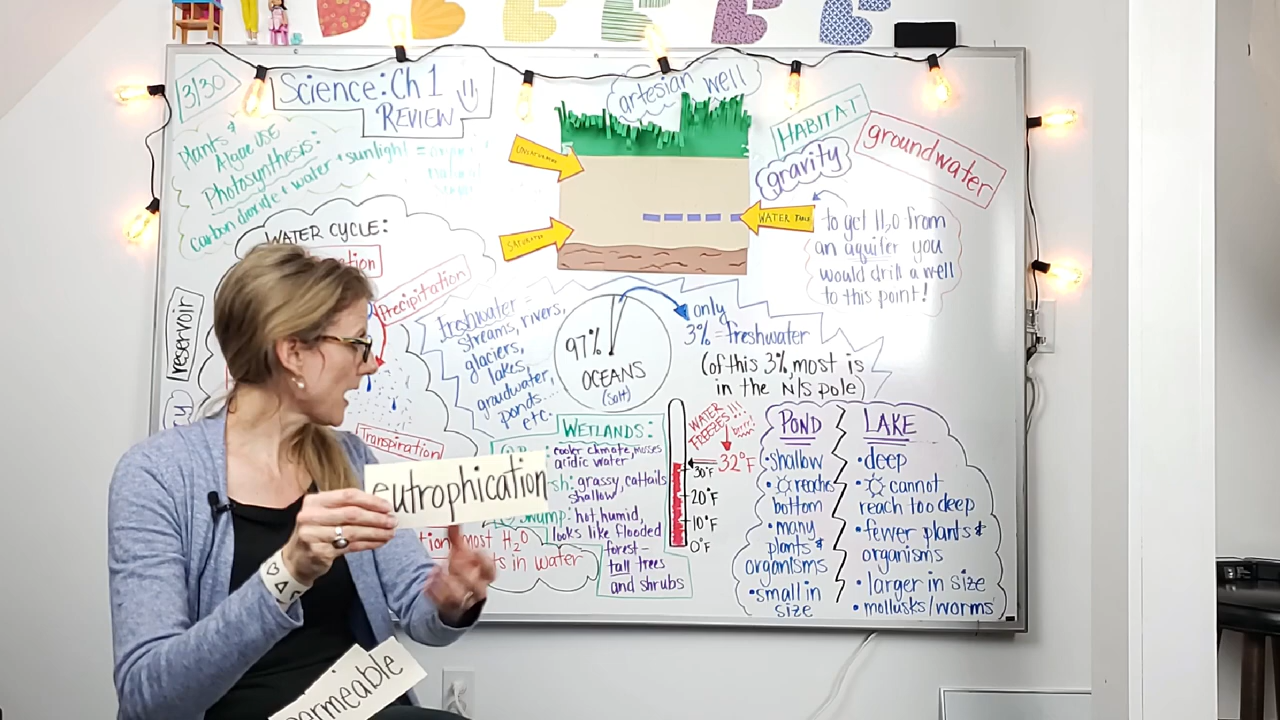 3/30
Science: Ch 1
REVIEW
artesian well
HABITAT
gravity
groundwater
Plants &
Algae USE
Photosynthesis:
carbon dioxide & water + sunlight =
WATER TABLE
to get H₂O from
an aquifer you
would drill a well
to this point!
WATER CYCLE:
Precipitation
Transpiration
reservoir
freshwater =
streams, rivers,
glaciers,
lakes,
groudwater,
ponds...
etc.
97%
OCEANS
(Salt)
only
3% = freshwater
(of this 3%, most is
in the N/S pole)
WETLANDS:
cooler climate, mosses
acidic water
grassy, cattails
shallow
hot, humid,
looks like flooded
forest-
tall trees
and shrubs
most H₂O
in water
WATER
FREEZES!!!
brrr!
32°F
30°F
20°F
10°F
0°F
POND
•shallow
•reaches
bottom
•many
plants &
organisms
•small in
size
LAKE
•deep
•cannot
reach too deep
•fewer plants &
organisms
•larger in size
•mollusks/worms
eutrophication
permeable